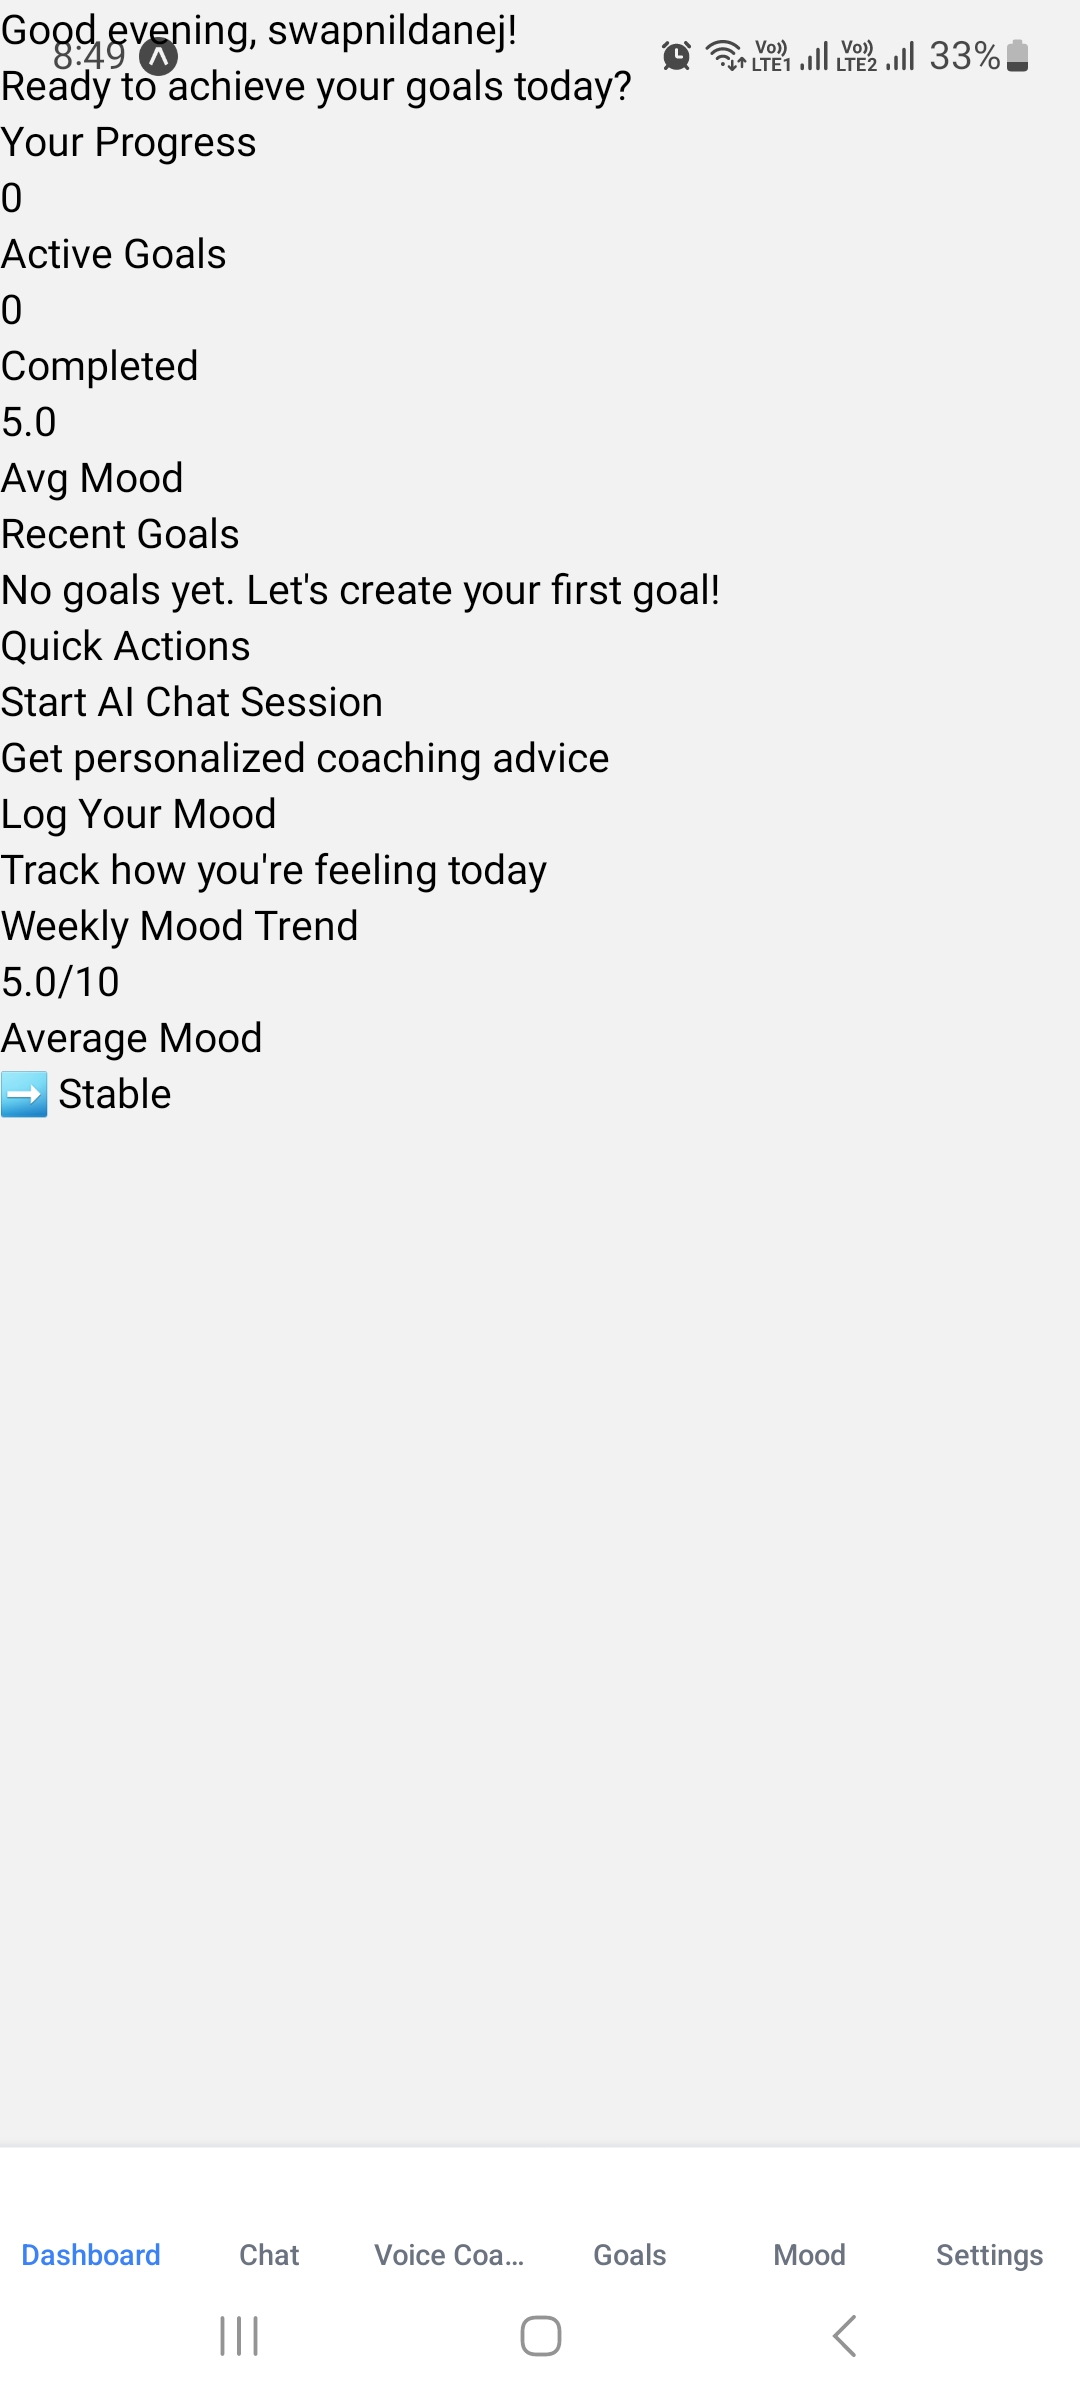 Good evening, swapnildanej!
8:49
Vo)) LTE1 Vo)) LTE2 33%
Ready to achieve your goals today?
Your Progress
0
Active Goals
0
Completed
5.0
Avg Mood
Recent Goals
No goals yet. Let's create your first goal!
Quick Actions
Start AI Chat Session
Get personalized coaching advice
Log Your Mood
Track how you're feeling today
Weekly Mood Trend
5.0/10
Average Mood
➡️ Stable
Dashboard Chat Voice Coa... Goals Mood Settings